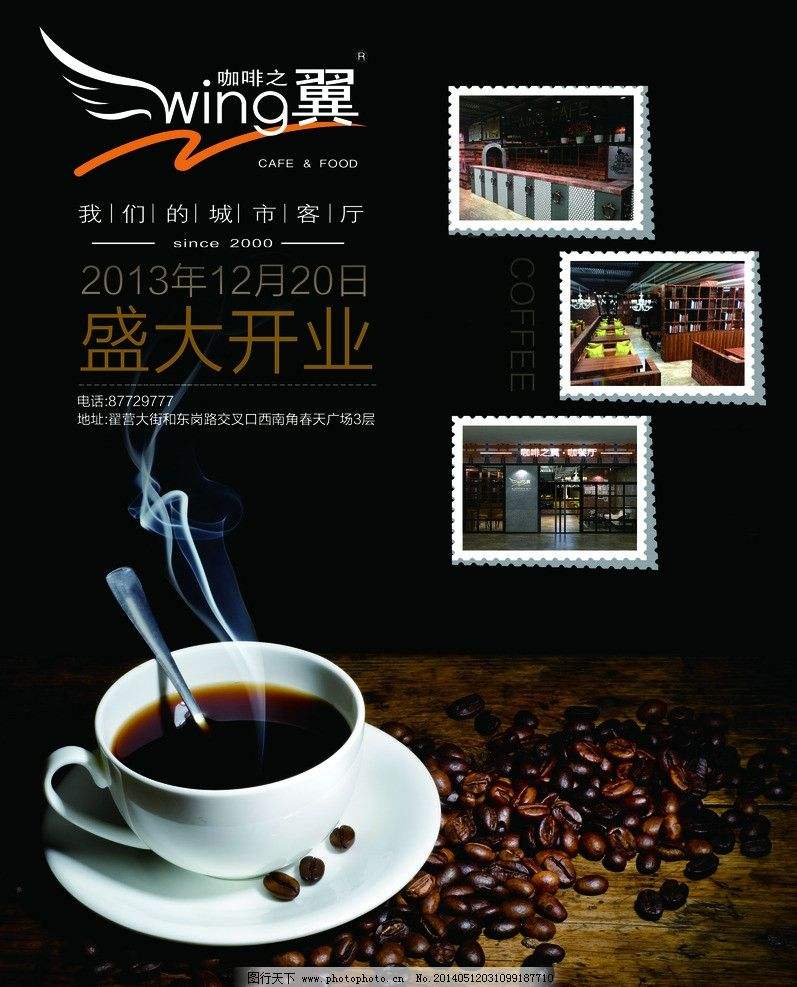 咖啡之
wing翼
®
CAFE & FOOD
我们的城市客厅
since 2000
2013年12月20日
盛大开业
电话:87729777
地址:翟营大街和东岗路交叉口西南角春天广场3层
COFFEE
咖啡之翼·咖餐厅
图行天下 www.photophoto.cn No.20140512031099187710